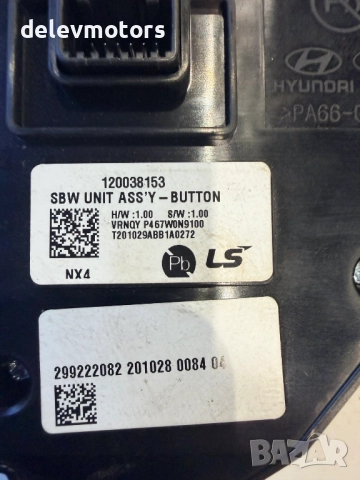 delevmotors
HYUNDAI
>PA66-
120038153
SBW UNIT ASS'Y-BUTTON
H/W :1.00 S/W :1.00
VRNQY P467W0N9100
T201029ABB1A0272
NX4
Pb
LS
299222082 201028 0084 04
BAZAR